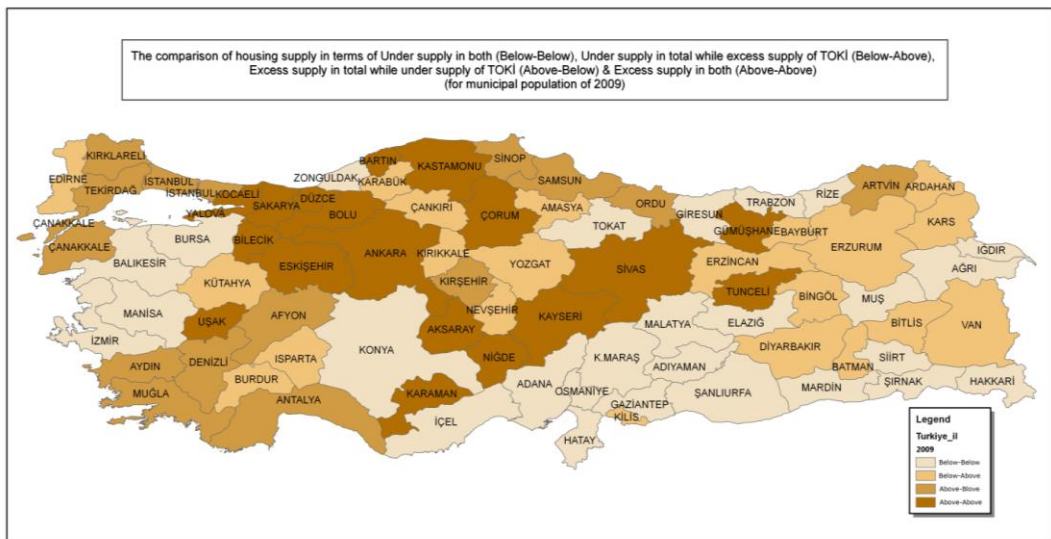 The comparison of housing supply in terms of Under supply in both (Below-Below), Under supply in total while excess supply of TOKİ (Below-Above),
Excess supply in total while under supply of TOKİ (Above-Below) & Excess supply in both (Above-Above)
(for municipal population of 2009)
KIRKLARELİ
EDİRNE
TEKİRDAĞ
İSTANBUL
İSTANBUL
KOCAELİ
ÇANAKKALE
ÇANAKKALE
YALOVA
SAKARYA
DÜZCE
BOLU
ZONGULDAK
BARTIN
KARABÜK
KASTAMONU
SİNOP
SAMSUN
ÇANKIRI
ÇORUM
AMASYA
ORDU
TOKAT
GİRESUN
TRABZON
RİZE
ARTVİN
ARDAHAN
GÜMÜŞHANE
BAYBURT
KARS
ERZURUM
IĞDIR
AĞRI
BURSA
BİLECİK
BALIKESİR
ESKİŞEHİR
ANKARA
KIRIKKALE
YOZGAT
SİVAS
ERZİNCAN
KÜTAHYA
KIRŞEHİR
TUNCELİ
BİNGÖL
MUŞ
MANİSA
UŞAK
AFYON
NEVŞEHİR
KAYSERİ
MALATYA
ELAZIĞ
BİTLİS
VAN
İZMİR
AKSARAY
KONYA
DİYARBAKIR
AYDIN
DENİZLİ
ISPARTA
NİĞDE
K.MARAŞ
ADIYAMAN
BATMAN
SİİRT
BURDUR
ŞIRNAK
HAKKARİ
MUĞLA
ANTALYA
KARAMAN
ADANA
OSMANİYE
GAZİANTEP
ŞANLIURFA
MARDİN
İÇEL
KİLİS
HATAY
Legend
Turkiye_il
2009
Below-Below
Below-Above
Above-Blove
Above-Above